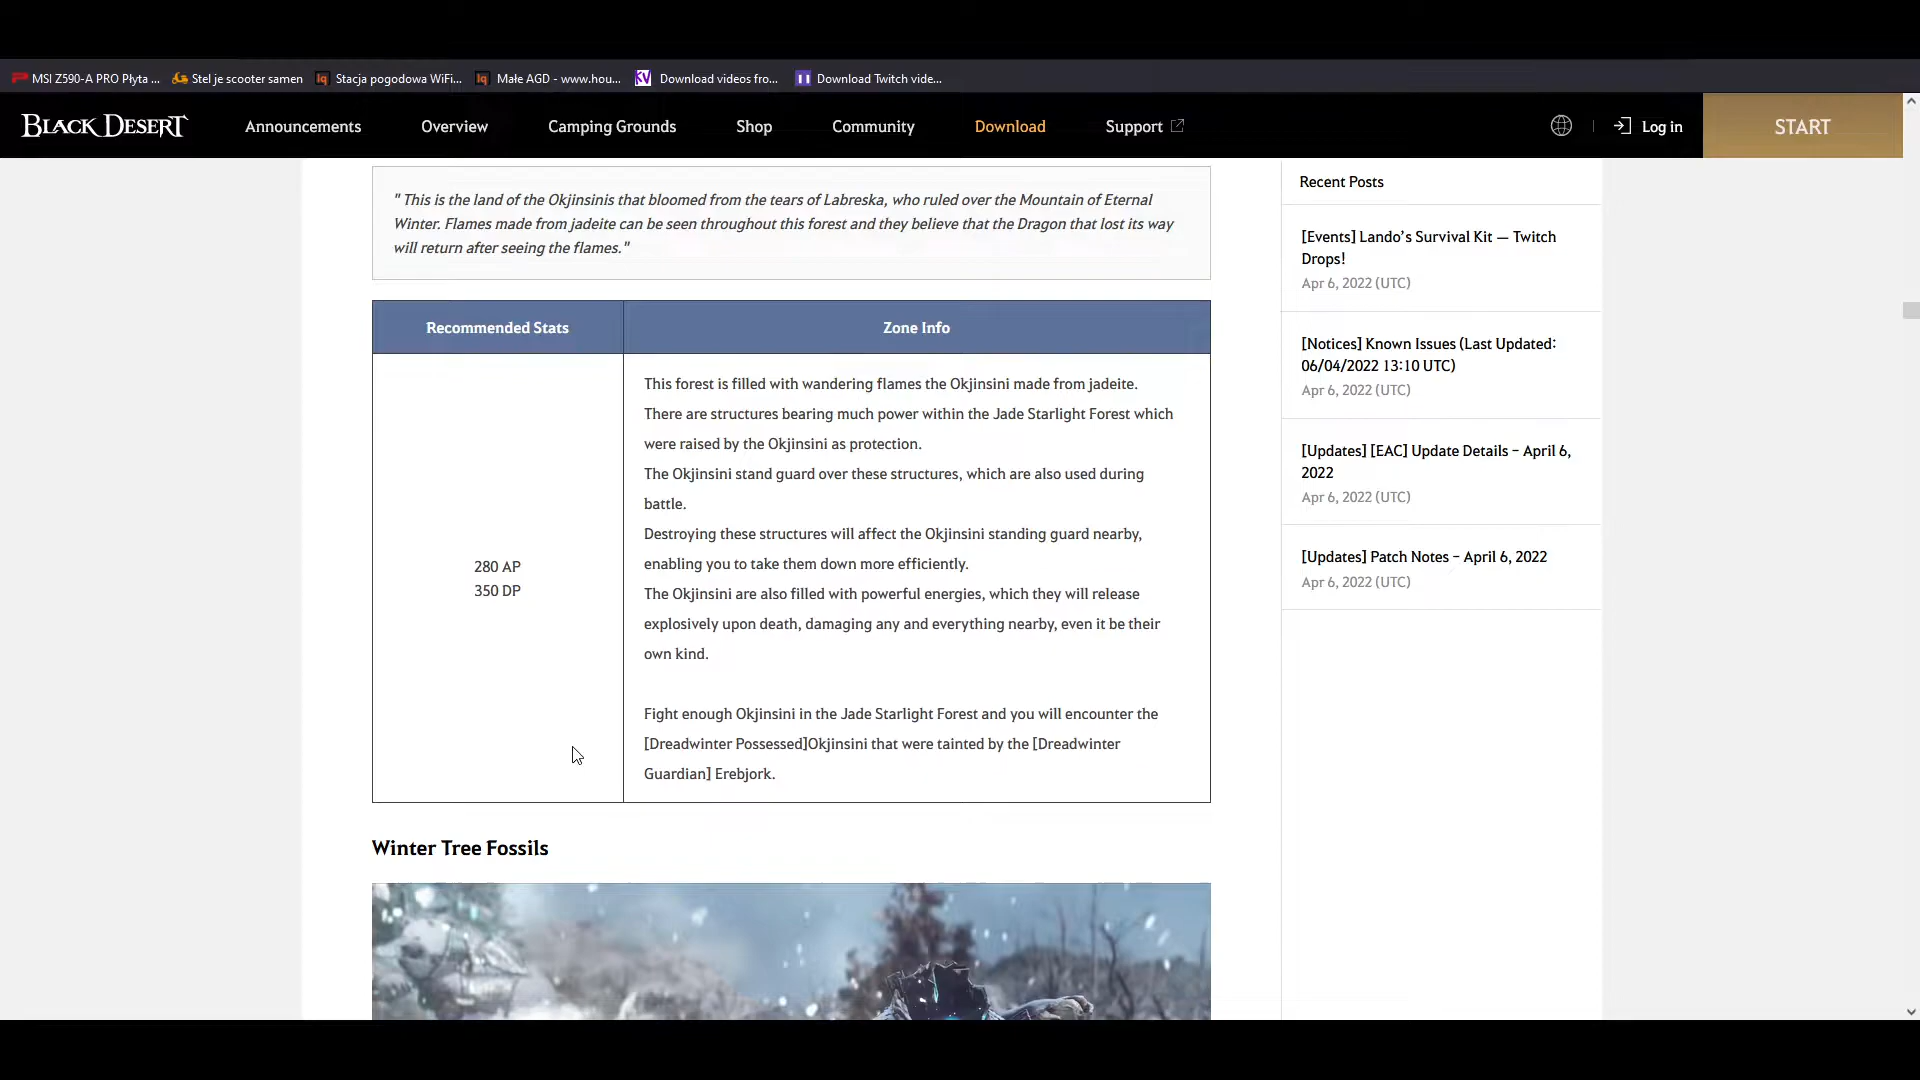 MSI Z590-A PRO Płyta ...
Stel je scooter samen
Stacja pogodowa WiFi...
Małe AGD - www.hou...
Download videos fro...
Download Twitch vide...
BLACK DESERT
Announcements
Overview
Camping Grounds
Shop
Community
Download
Support
Log in
START
" This is the land of the Okjinsinis that bloomed from the tears of Labreska, who ruled over the Mountain of Eternal
Winter. Flames made from jadeite can be seen throughout this forest and they believe that the Dragon that lost its way
will return after seeing the flames."
Recommended Stats
Zone Info
280 AP
350 DP
This forest is filled with wandering flames the Okjinsini made from jadeite.
There are structures bearing much power within the Jade Starlight Forest which
were raised by the Okjinsini as protection.
The Okjinsini stand guard over these structures, which are also used during
battle.
Destroying these structures will affect the Okjinsini standing guard nearby,
enabling you to take them down more efficiently.
The Okjinsini are also filled with powerful energies, which they will release
explosively upon death, damaging any and everything nearby, even it be their
own kind.
Fight enough Okjinsini in the Jade Starlight Forest and you will encounter the
[Dreadwinter Possessed]Okjinsini that were tainted by the [Dreadwinter
Guardian] Erebjork.
Winter Tree Fossils
Recent Posts
[Events] Lando’s Survival Kit — Twitch
Drops!
Apr 6, 2022 (UTC)
[Notices] Known Issues (Last Updated:
06/04/2022 13:10 UTC)
Apr 6, 2022 (UTC)
[Updates] [EAC] Update Details – April 6,
2022
Apr 6, 2022 (UTC)
[Updates] Patch Notes – April 6, 2022
Apr 6, 2022 (UTC)